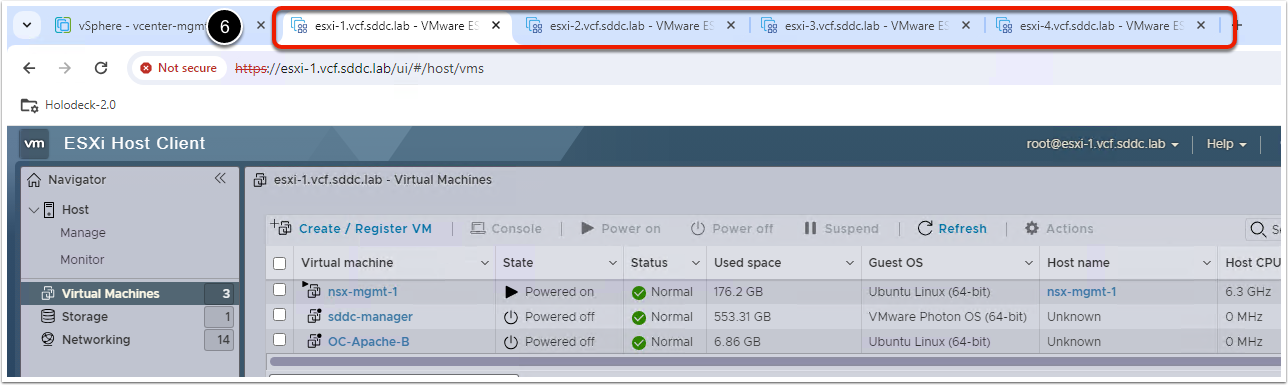 vSphere - vcenter-mgm
6
esxi-1.vcf.sddc.lab - VMware ES
esxi-2.vcf.sddc.lab - VMware ES
esxi-3.vcf.sddc.lab - VMware ES
esxi-4.vcf.sddc.lab - VMware ES
Not secure
https://esxi-1.vcf.sddc.lab/ui/#/host/vms
Holodeck-2.0
vm ESXi Host Client
root@esxi-1.vcf.sddc.lab
Help
Navigator
esxi-1.vcf.sddc.lab - Virtual Machines
Host
Manage
Monitor
Virtual Machines 3
Storage 1
Networking 14
Create / Register VM | Console | Power on Power off Suspend | Refresh | Actions
Virtual machine State Status Used space Guest OS Host name Host CPU
nsx-mgmt-1 Powered on Normal 176.2 GB Ubuntu Linux (64-bit) nsx-mgmt-1 6.3 GHz
sddc-manager Powered off Normal 553.31 GB VMware Photon OS (64-bit) Unknown 0 MHz
OC-Apache-B Powered off Normal 6.86 GB Ubuntu Linux (64-bit) Unknown 0 MHz